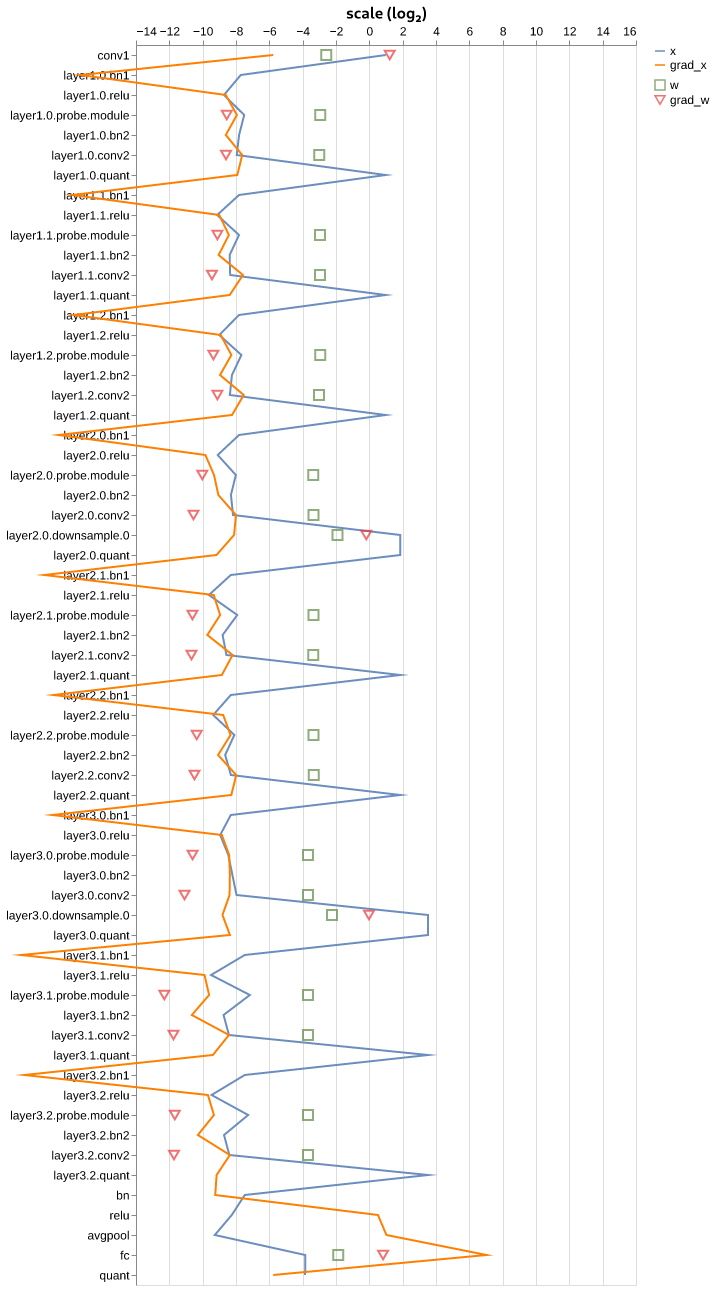 scale (log₂)
−14 −12 −10 −8 −6 −4 −2 0 2 4 6 8 10 12 14 16
x
grad_x
w
grad_w
conv1
layer1.0.bn1
layer1.0.relu
layer1.0.probe.module
layer1.0.bn2
layer1.0.conv2
layer1.0.quant
layer1.1.bn1
layer1.1.relu
layer1.1.probe.module
layer1.1.bn2
layer1.1.conv2
layer1.1.quant
layer1.2.bn1
layer1.2.relu
layer1.2.probe.module
layer1.2.bn2
layer1.2.conv2
layer1.2.quant
layer2.0.bn1
layer2.0.relu
layer2.0.probe.module
layer2.0.bn2
layer2.0.conv2
layer2.0.downsample.0
layer2.0.quant
layer2.1.bn1
layer2.1.relu
layer2.1.probe.module
layer2.1.bn2
layer2.1.conv2
layer2.1.quant
layer2.2.bn1
layer2.2.relu
layer2.2.probe.module
layer2.2.bn2
layer2.2.conv2
layer2.2.quant
layer3.0.bn1
layer3.0.relu
layer3.0.probe.module
layer3.0.bn2
layer3.0.conv2
layer3.0.downsample.0
layer3.0.quant
layer3.1.bn1
layer3.1.relu
layer3.1.probe.module
layer3.1.bn2
layer3.1.conv2
layer3.1.quant
layer3.2.bn1
layer3.2.relu
layer3.2.probe.module
layer3.2.bn2
layer3.2.conv2
layer3.2.quant
bn
relu
avgpool
fc
quant